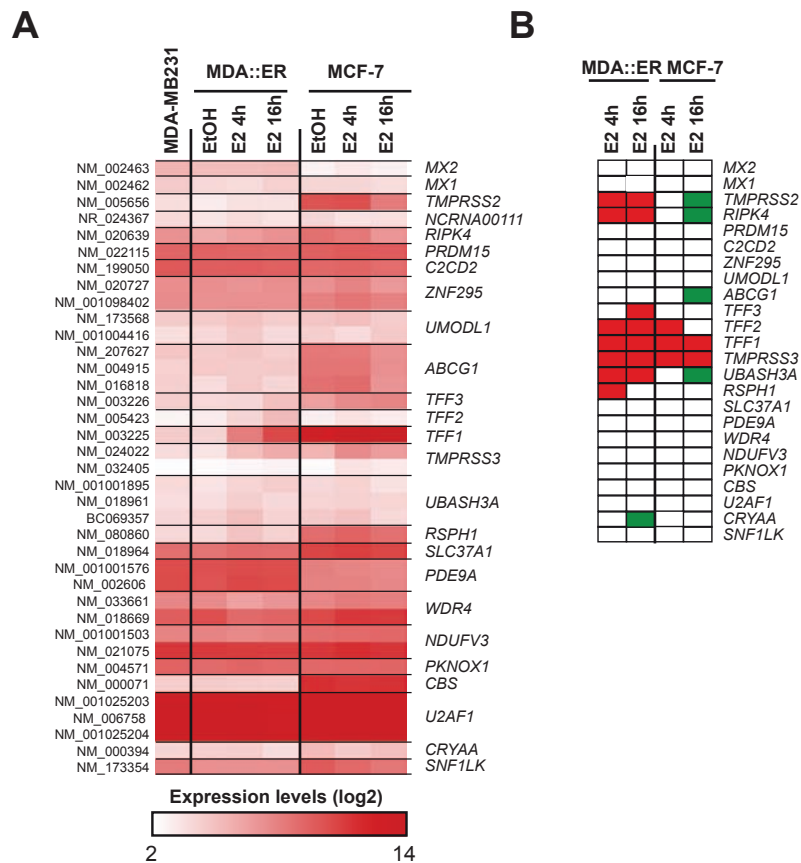 A
B
MDA-MB231
MDA::ER
MCF-7
EtOH
E2 4h
E2 16h
EtOH
E2 4h
E2 16h
NM_002463
NM_002462
NM_005656
NR_024367
NM_020639
NM_022115
NM_199050
NM_020727
NM_001098402
NM_173568
NM_001004416
NM_207627
NM_004915
NM_016818
NM_003226
NM_005423
NM_003225
NM_024022
NM_032405
NM_001001895
NM_018961
BC069357
NM_080860
NM_018964
NM_001001576
NM_002606
NM_033661
NM_018669
NM_001001503
NM_021075
NM_004571
NM_000071
NM_001025203
NM_006758
NM_001025204
NM_000394
NM_173354
MX2
MX1
TMPRSS2
NCRNA00111
RIPK4
PRDM15
C2CD2
ZNF295
UMODL1
ABCG1
TFF3
TFF2
TFF1
TMPRSS3
UBASH3A
RSPH1
SLC37A1
PDE9A
WDR4
NDUFV3
PKNOX1
CBS
U2AF1
CRYAA
SNF1LK
Expression levels (log2)
2
14
MDA::ER
MCF-7
E2 4h
E2 16h
E2 4h
E2 16h
MX2
MX1
TMPRSS2
RIPK4
PRDM15
C2CD2
ZNF295
UMODL1
ABCG1
TFF3
TFF2
TFF1
TMPRSS3
UBASH3A
RSPH1
SLC37A1
PDE9A
WDR4
NDUFV3
PKNOX1
CBS
U2AF1
CRYAA
SNF1LK